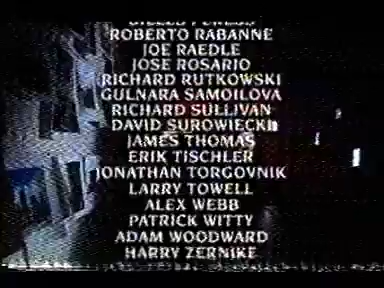 ROBERTO RABANNE
JOE RAEDLE
JOSE ROSARIO
RICHARD RUTKOWSKI
GULNARA SAMOILOVA
RICHARD SULLIVAN
DAVID SUROWIECKI
JAMES THOMAS
ERIK TISCHLER
JONATHAN TORGOVNIK
LARRY TOWELL
ALEX WEBB
PATRICK WITTY
ADAM WOODWARD
HARRY ZERNIKE